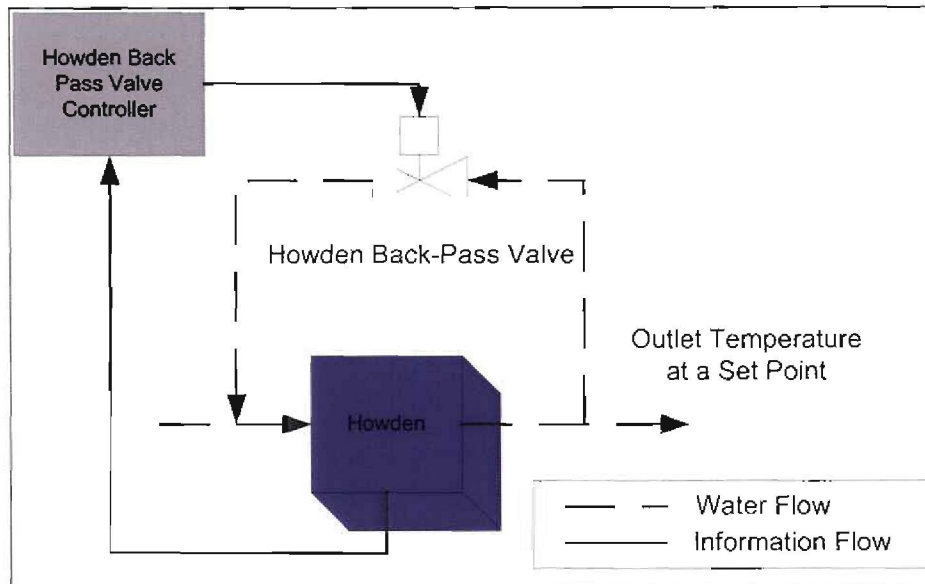 Howden Back
Pass Valve
Controller
Howden Back-Pass Valve
Outlet Temperature
at a Set Point
Howden
Water Flow
Information Flow